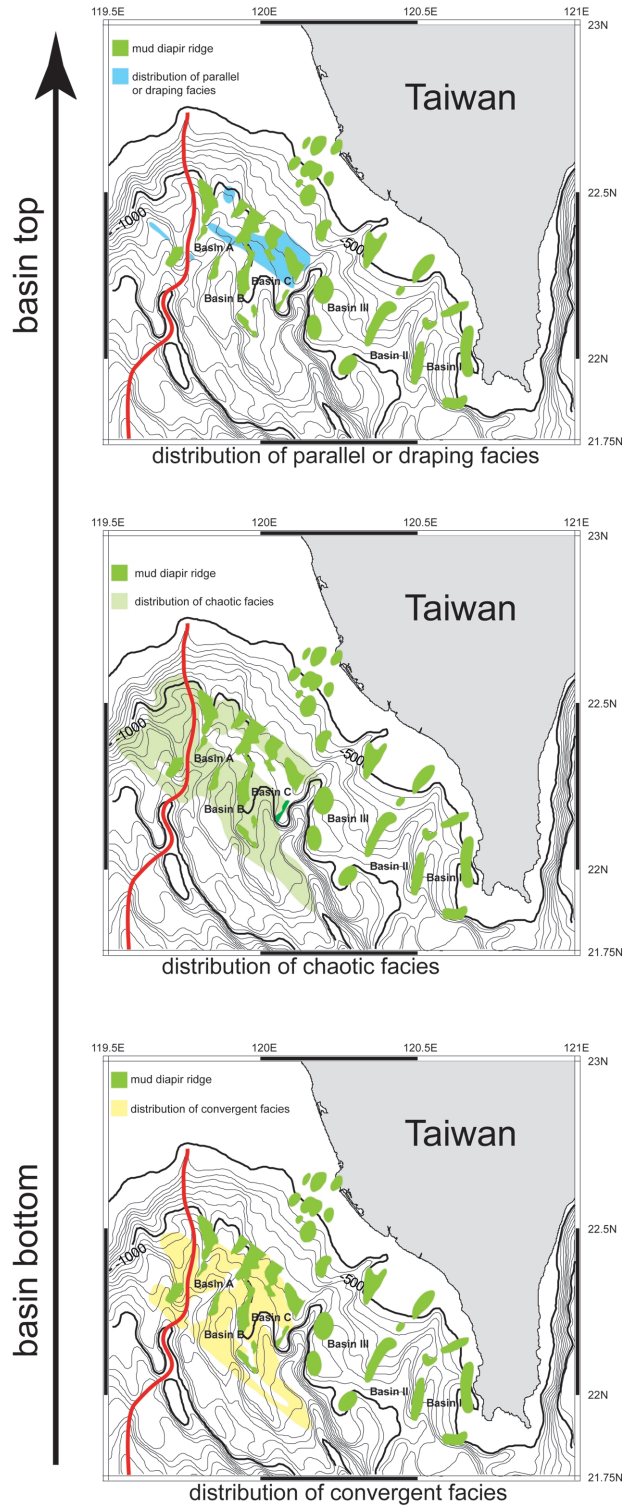 basin top
basin bottom
119.5E 120E 120.5E 121E
23N
mud diapir ridge
distribution of parallel
or draping facies
Taiwan
22.5N
-1000
-500
Basin A
Basin C
Basin B
Basin III
22N
Basin II
Basin I
21.75N
distribution of parallel or draping facies
119.5E 120E 120.5E 121E
23N
mud diapir ridge
distribution of chaotic facies
Taiwan
22.5N
-1000
-500
Basin A
Basin C
Basin B
Basin III
22N
Basin II
Basin I
21.75N
distribution of chaotic facies
119.5E 120E 120.5E 121E
23N
mud diapir ridge
distribution of convergent facies
Taiwan
22.5N
-1000
-500
Basin A
Basin C
Basin B
Basin III
22N
Basin II
Basin I
21.75N
distribution of convergent facies